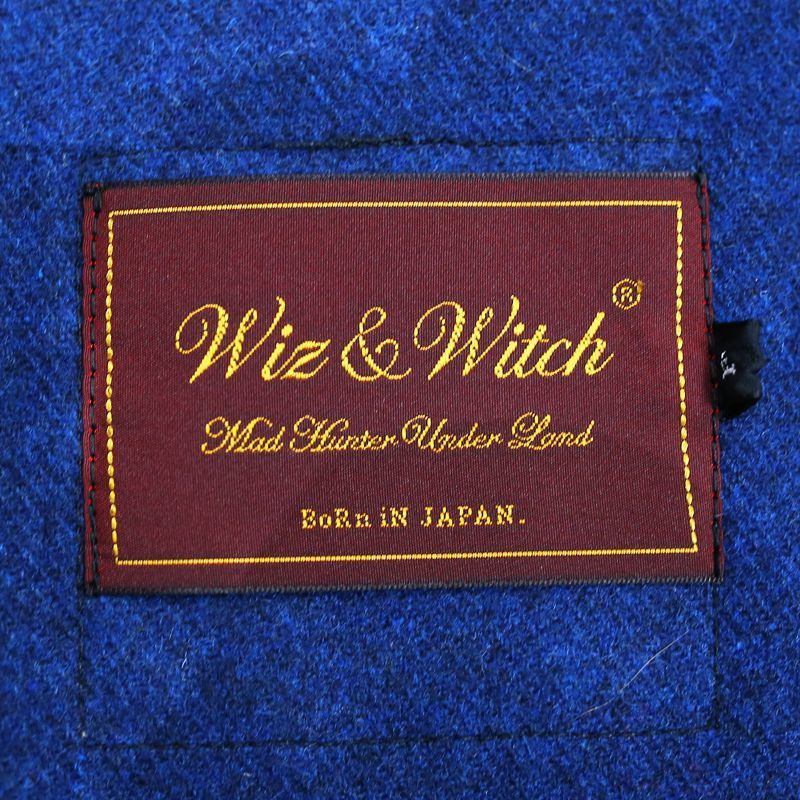 Wiz & Witch®
Mad Hunter Under Land
BoRn iN JAPAN.